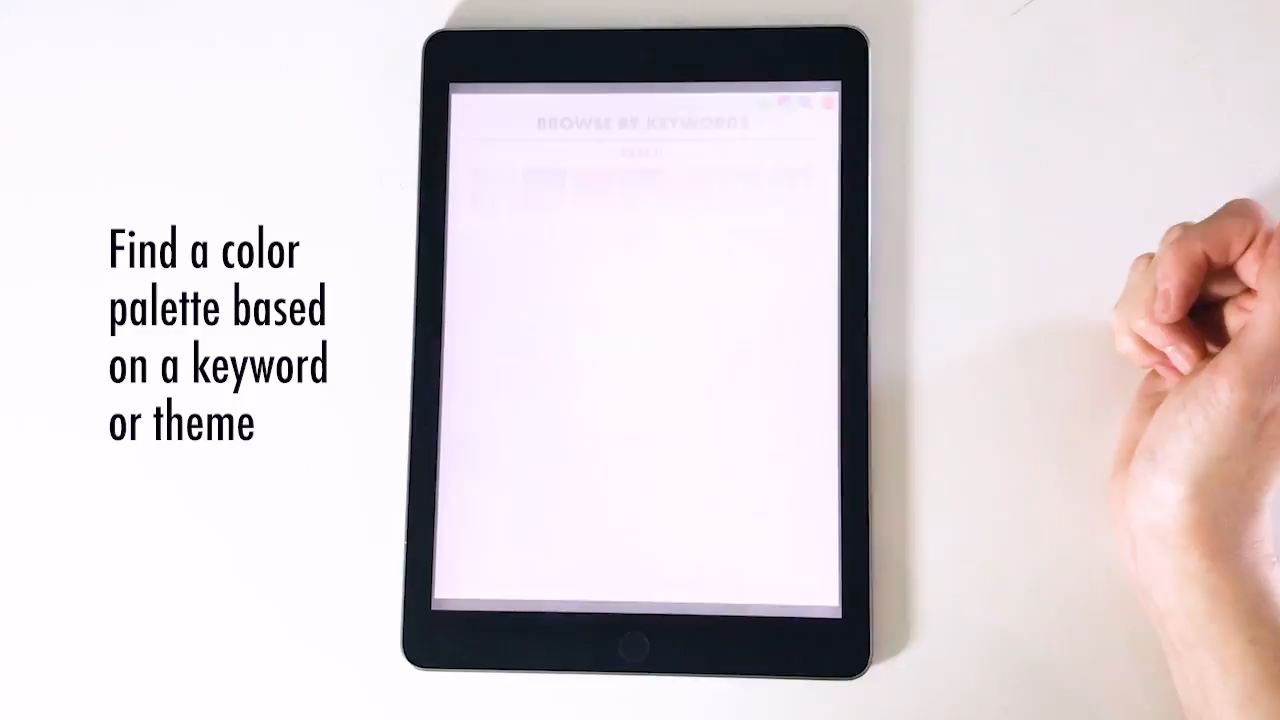 Find a color
palette based
on a keyword
or theme
BROWSE BY KEYWORDS